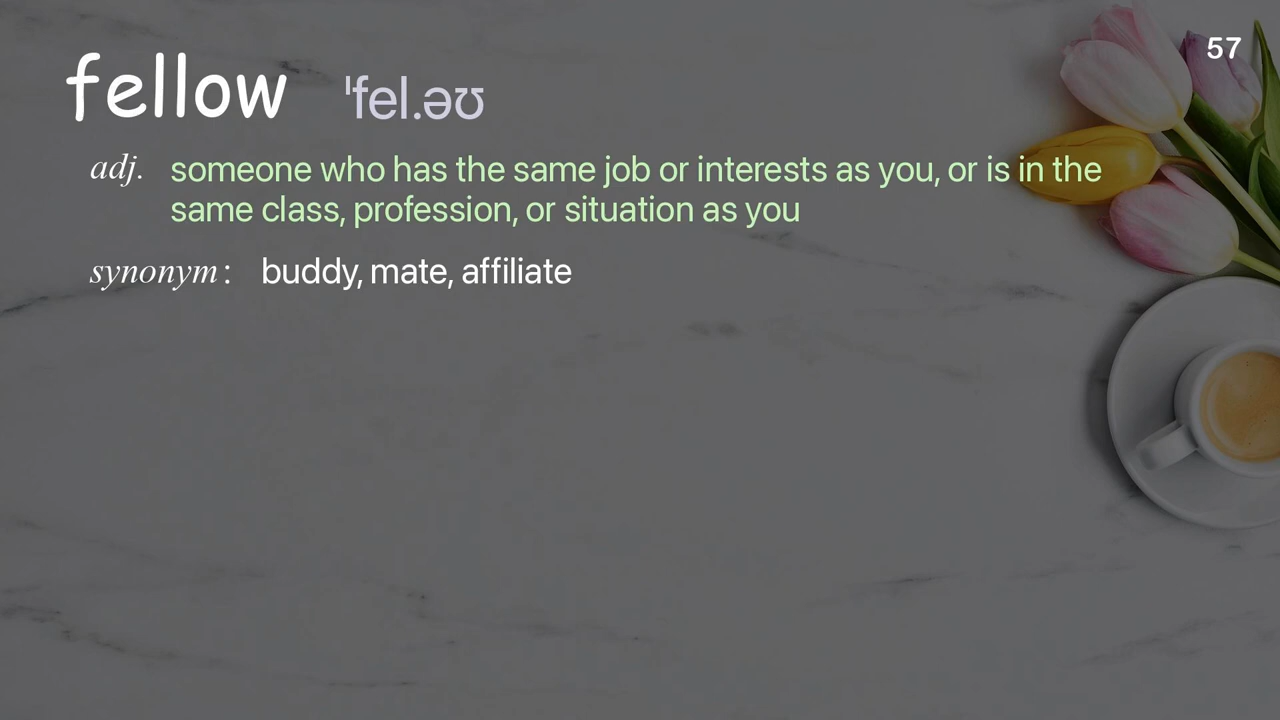 57
fellow ˈfel.əʊ
adj. someone who has the same job or interests as you, or is in the
same class, profession, or situation as you
synonym: buddy, mate, affiliate